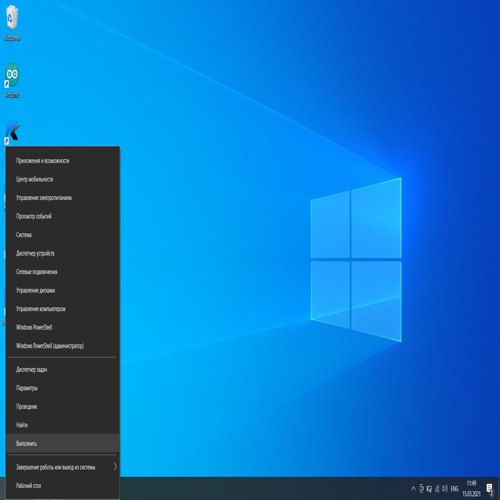 Корзина
Arduino
Приложения и возможности
Центр мобильности
Управление электропитанием
Просмотр событий
Система
Диспетчер устройств
Сетевые подключения
Управление дисками
Управление компьютером
Windows PowerShell
Windows PowerShell (администратор)
Диспетчер задач
Параметры
Проводник
Найти
Выполнить
Завершение работы или выход из системы
Рабочий стол
ENG
11:49
15.03.2021